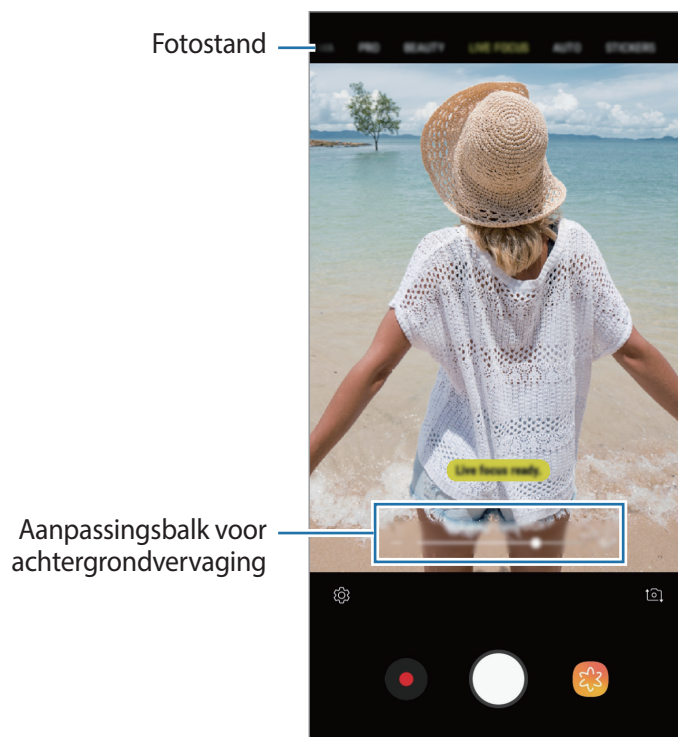 Fotostand
PRO BEAUTY LIVE FOCUS AUTO STICKERS
Live focus ready.
Aanpassingsbalk voor
achtergrondvervaging